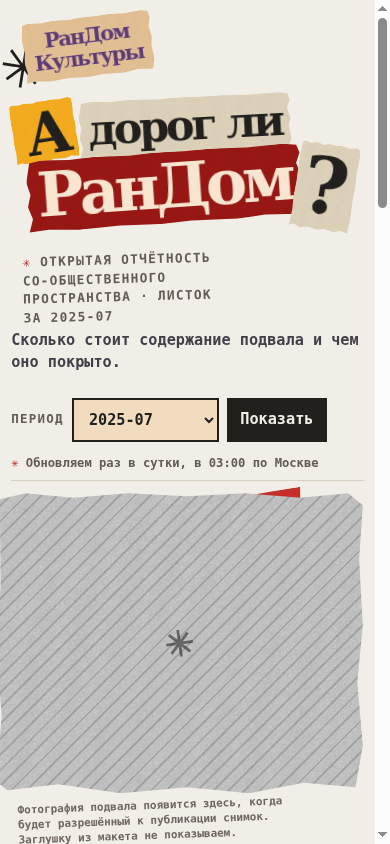 РанДом
Культуры
А дорог ли
РанДом?
✳ ОТКРЫТАЯ ОТЧЁТНОСТЬ
СО-ОБЩЕСТВЕННОГО
ПРОСТРАНСТВА · ЛИСТОК
ЗА 2025-07
Сколько стоит содержание подвала и чем
оно покрыто.
ПЕРИОД 2025-07 Показать
✳ Обновляем раз в сутки, в 03:00 по Москве
Фотография подвала появится здесь, когда
будет разрешённый к публикации снимок.
Заглушку из макета не показываем.